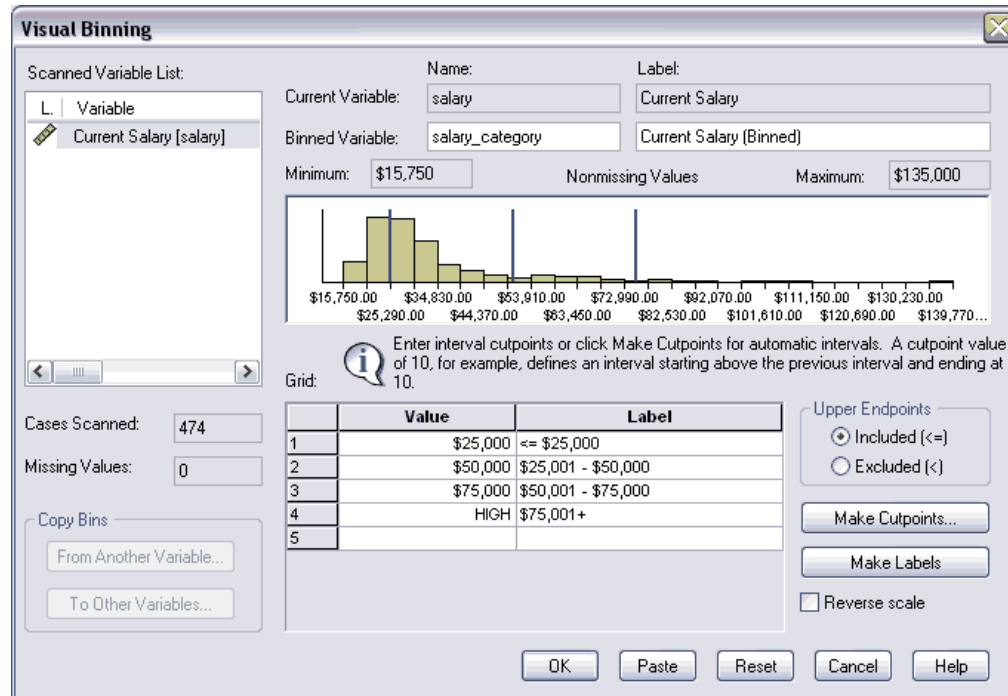 Visual Binning
Scanned Variable List:
L. Variable
Current Salary [salary]
Name: Label:
Current Variable: salary Current Salary
Binned Variable: salary_category Current Salary (Binned)
Minimum: $15,750 Nonmissing Values Maximum: $135,000
$15,750.00 $34,830.00 $53,910.00 $72,990.00 $92,070.00 $111,150.00 $130,230.00
$25,290.00 $44,370.00 $63,450.00 $82,530.00 $101,610.00 $120,690.00 $139,770...
Enter interval cutpoints or click Make Cutpoints for automatic intervals. A cutpoint value
of 10, for example, defines an interval starting above the previous interval and ending at
10.
Grid:
Value Label
1 $25,000 <= $25,000
2 $50,000 $25,001 - $50,000
3 $75,000 $50,001 - $75,000
4 HIGH $75,001+
5
Cases Scanned: 474
Missing Values: 0
Copy Bins
From Another Variable...
To Other Variables...
Upper Endpoints
Included (<=)
Excluded (<)
Make Cutpoints...
Make Labels
Reverse scale
OK Paste Reset Cancel Help